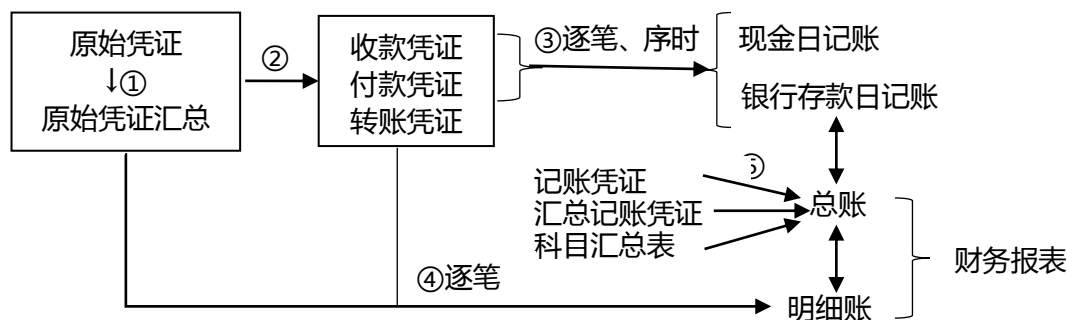 原始凭证
↓①
原始凭证汇总
②
收款凭证
付款凭证
转账凭证
③逐笔、序时
现金日记账
银行存款日记账
⑤
记账凭证
汇总记账凭证
科目汇总表
总账
财务报表
④逐笔
明细账